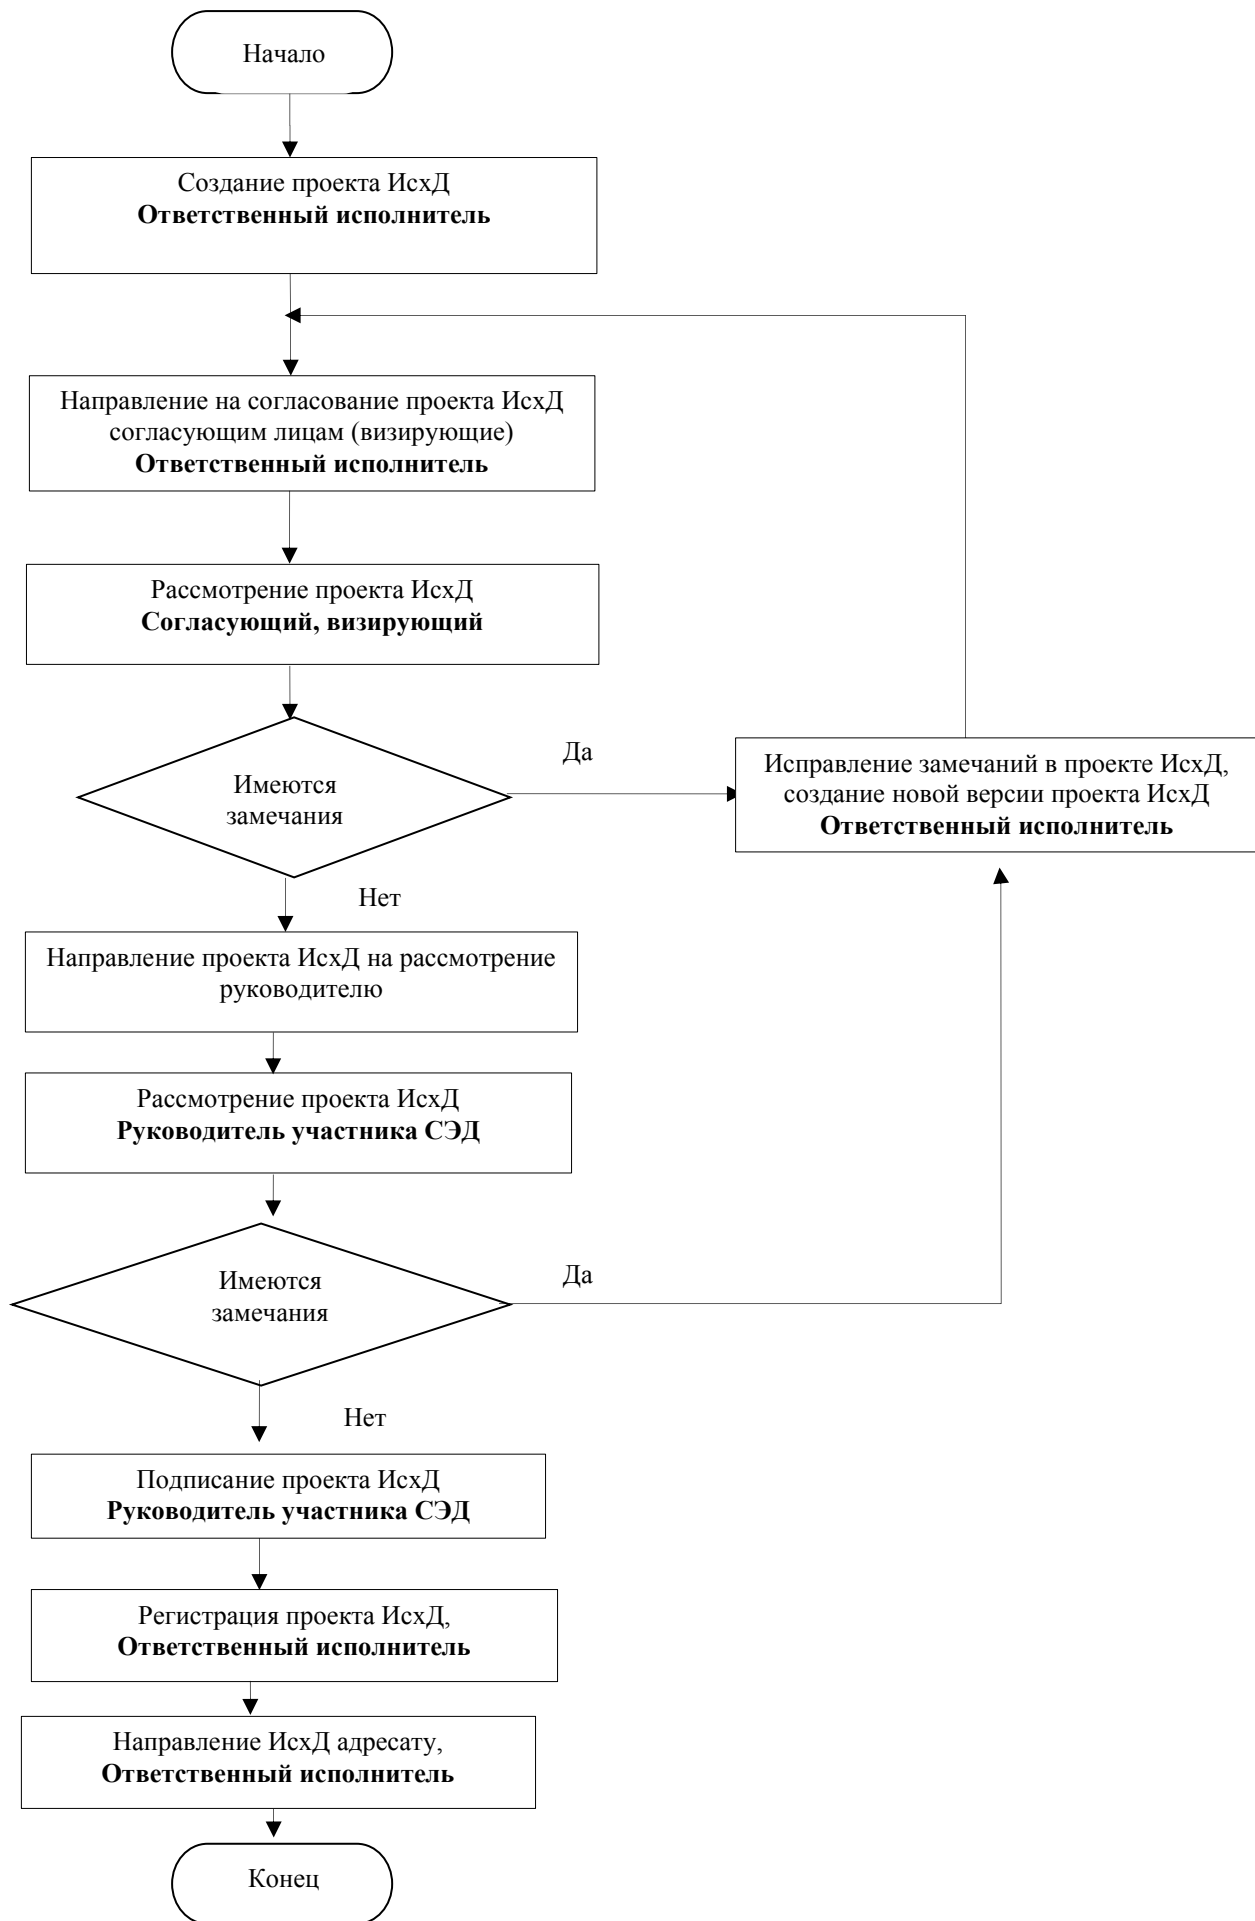 Начало
Создание проекта ИсхД
Ответственный исполнитель
Направление на согласование проекта ИсхД
согласующим лицам (визирующие)
Ответственный исполнитель
Рассмотрение проекта ИсхД
Согласующий, визирующий
Имеются
замечания
Да
Исправление замечаний в проекте ИсхД,
создание новой версии проекта ИсхД
Ответственный исполнитель
Нет
Направление проекта ИсхД на рассмотрение
руководителю
Рассмотрение проекта ИсхД
Руководитель участника СЭД
Имеются
замечания
Да
Нет
Подписание проекта ИсхД
Руководитель участника СЭД
Регистрация проекта ИсхД,
Ответственный исполнитель
Направление ИсхД адресату,
Ответственный исполнитель
Конец